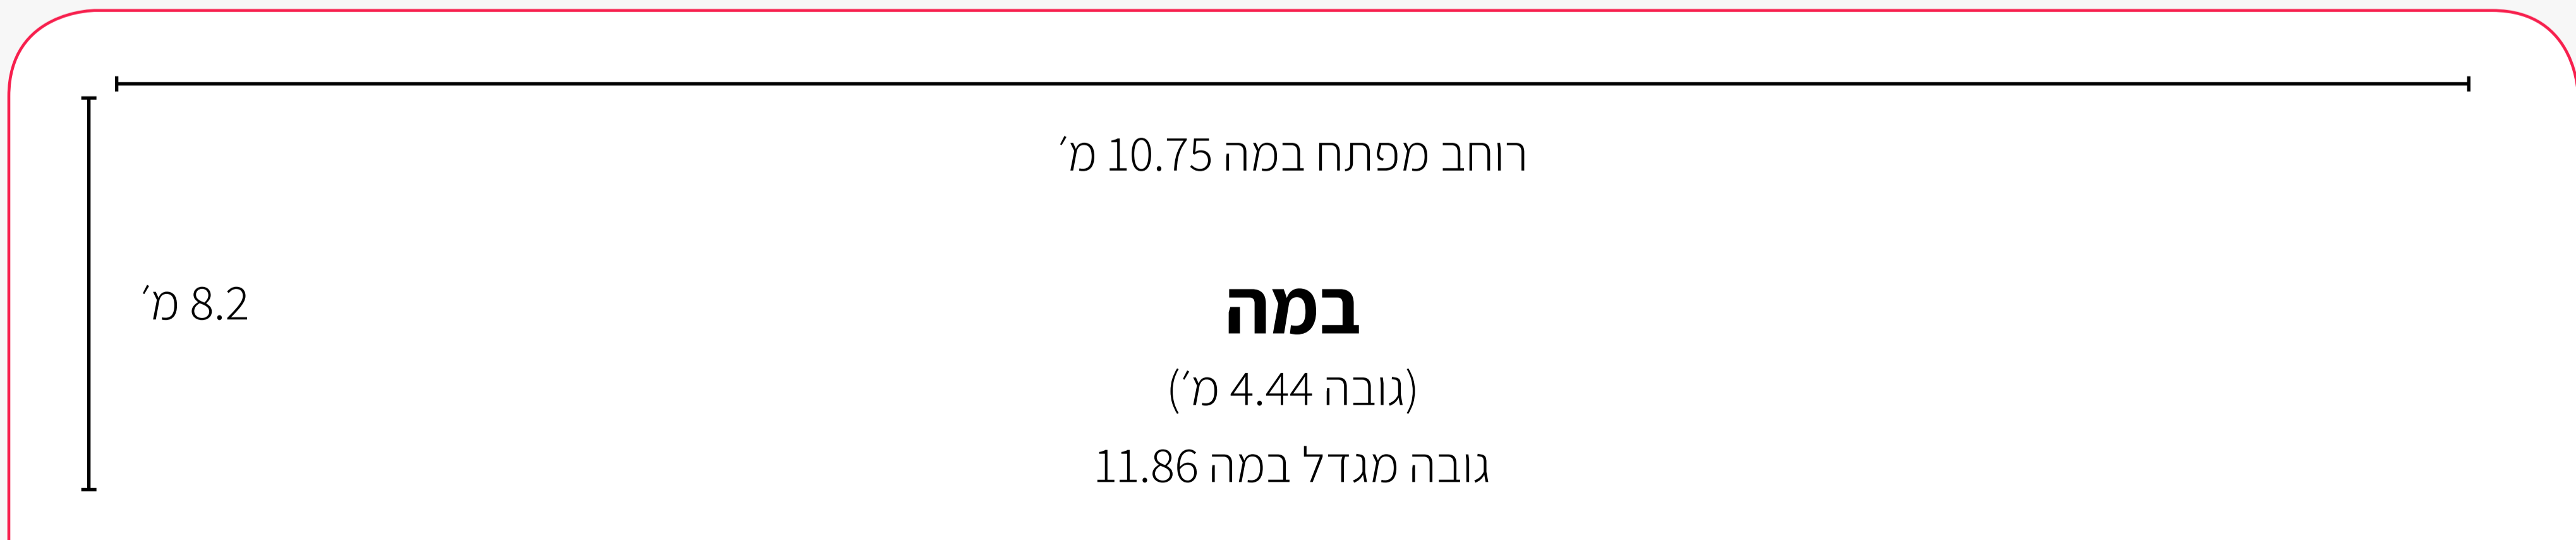 רוחב מפתח במה 10.75 מ׳
8.2 מ׳
במה
(גובה 4.44 מ׳)
גובה מגדל במה 11.86